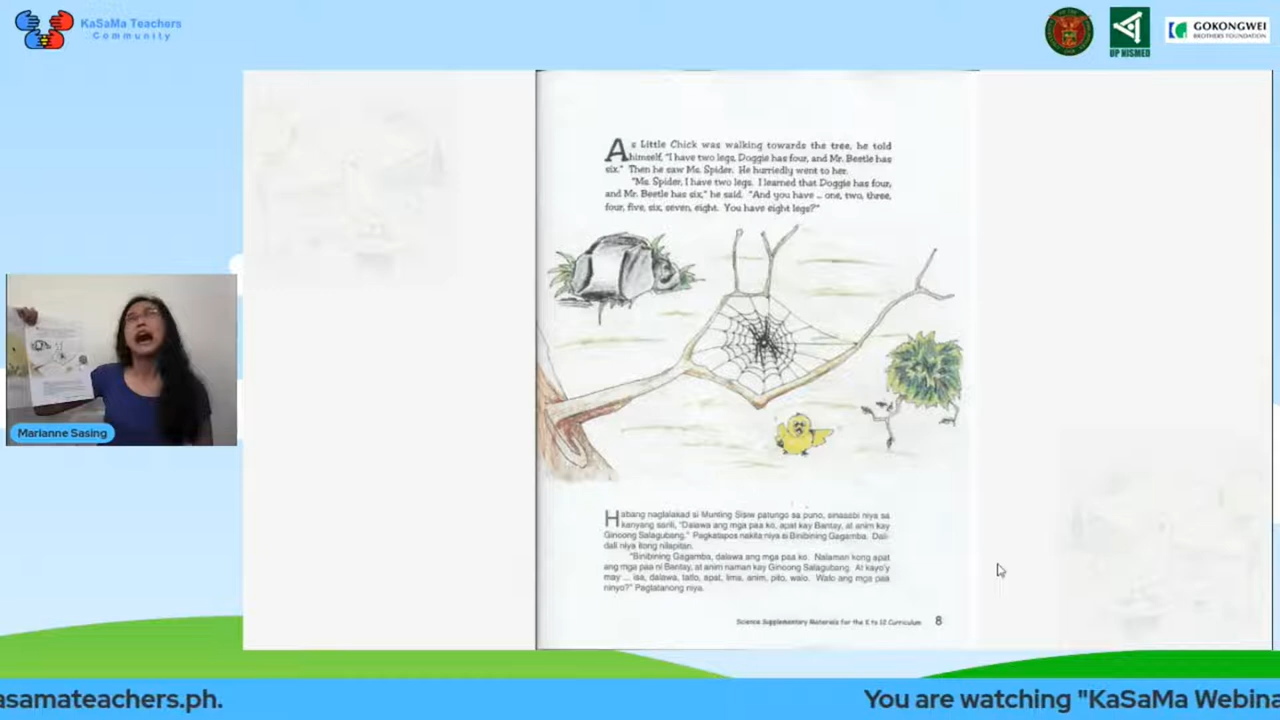 KaSaMa Teachers
Community
UP NISMED
GOKONGWEI
BROTHERS FOUNDATION
As Little Chick was walking towards the tree, he told
himself, "I have two legs, Doggie has four, and Mr. Beetle has
six." Then he saw Ms. Spider. He hurriedly went to her.
"Ms. Spider, I have two legs. I learned that Doggie has four,
and Mr. Beetle has six," he said. "And you have ... one, two, three,
four, five, six, seven, eight. You have eight legs?"
Marianne Sasing
Habang naglalakad si Munting Sisiw patungo sa puno, sinasabi niya sa
kanyang sarili, "Dalawa ang mga paa ko, apat kay Bantay, at anim kay
Ginoong Salagubang." Pagkatapos nakita niya si Binibining Gagamba. Dali-
dali niya itong nilapitan.
"Binibining Gagamba, dalawa ang mga paa ko. Nalaman kong apat
ang mga paa ni Bantay, at anim naman kay Ginoong Salagubang. At kayo'y
may ... isa, dalawa, tatlo, apat, lima, anim, pito, walo. Walo ang mga paa
ninyo?" Pagtatanong niya.
Science Supplementary Materials for the K to 12 Curriculum 8
asamateachers.ph.
You are watching "KaSaMa Webina